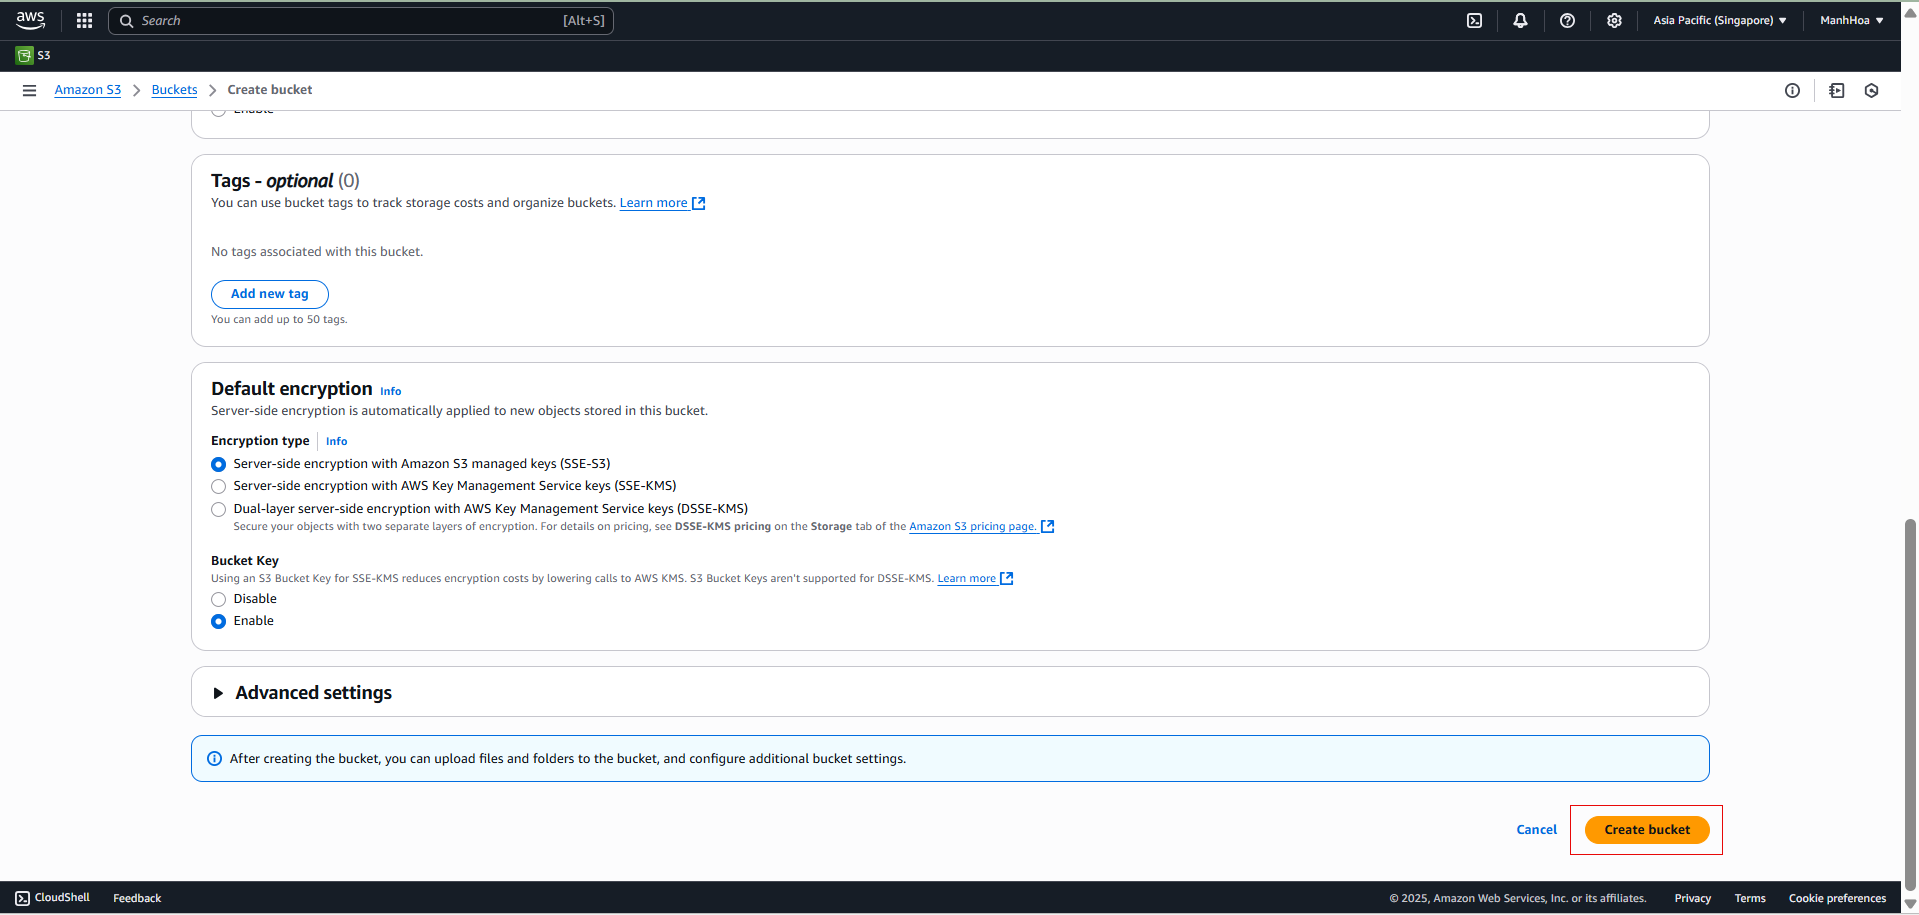 aws
Search [Alt+S]
Asia Pacific (Singapore) ManhHoa
S3
Amazon S3 Buckets Create bucket
Enable
Tags - optional (0)
You can use bucket tags to track storage costs and organize buckets. Learn more
No tags associated with this bucket.
Add new tag
You can add up to 50 tags.
Default encryption Info
Server-side encryption is automatically applied to new objects stored in this bucket.
Encryption type Info
Server-side encryption with Amazon S3 managed keys (SSE-S3)
Server-side encryption with AWS Key Management Service keys (SSE-KMS)
Dual-layer server-side encryption with AWS Key Management Service keys (DSSE-KMS)
Secure your objects with two separate layers of encryption. For details on pricing, see DSSE-KMS pricing on the Storage tab of the Amazon S3 pricing page.
Bucket Key
Using an S3 Bucket Key for SSE-KMS reduces encryption costs by lowering calls to AWS KMS. S3 Bucket Keys aren't supported for DSSE-KMS. Learn more
Disable
Enable
Advanced settings
After creating the bucket, you can upload files and folders to the bucket, and configure additional bucket settings.
Cancel Create bucket
CloudShell Feedback © 2025, Amazon Web Services, Inc. or its affiliates. Privacy Terms Cookie preferences